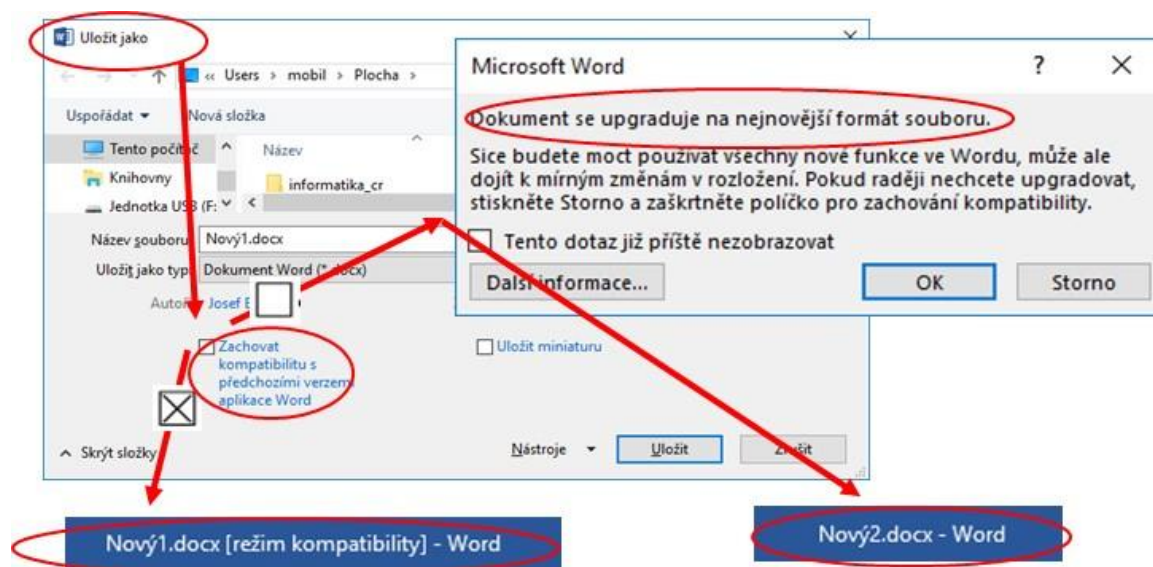 Uložit jako
« Users › mobil › Plocha ›
Uspořádat
Nová složka
Tento počítač
Název
Knihovny
informatika_cr
Jednotka USB (F:
Název souboru
Nový1.docx
Uložit jako typ
Dokument Word (*.docx)
Josef
Zachovat
kompatibilitu s
předchozími verzemi
aplikace Word
Uložit miniaturu
Skrýt složky
Nástroje
Uložit
Zrušit
Microsoft Word
?
Dokument se upgraduje na nejnovější formát souboru.
Sice budete moct používat všechny nové funkce ve Wordu, může ale
dojít k mírným změnám v rozložení. Pokud raději nechcete upgradovat,
stiskněte Storno a zaškrtněte políčko pro zachování kompatibility.
Tento dotaz již příště nezobrazovat
Další informace...
OK
Storno
Nový1.docx [režim kompatibility] - Word
Nový2.docx - Word